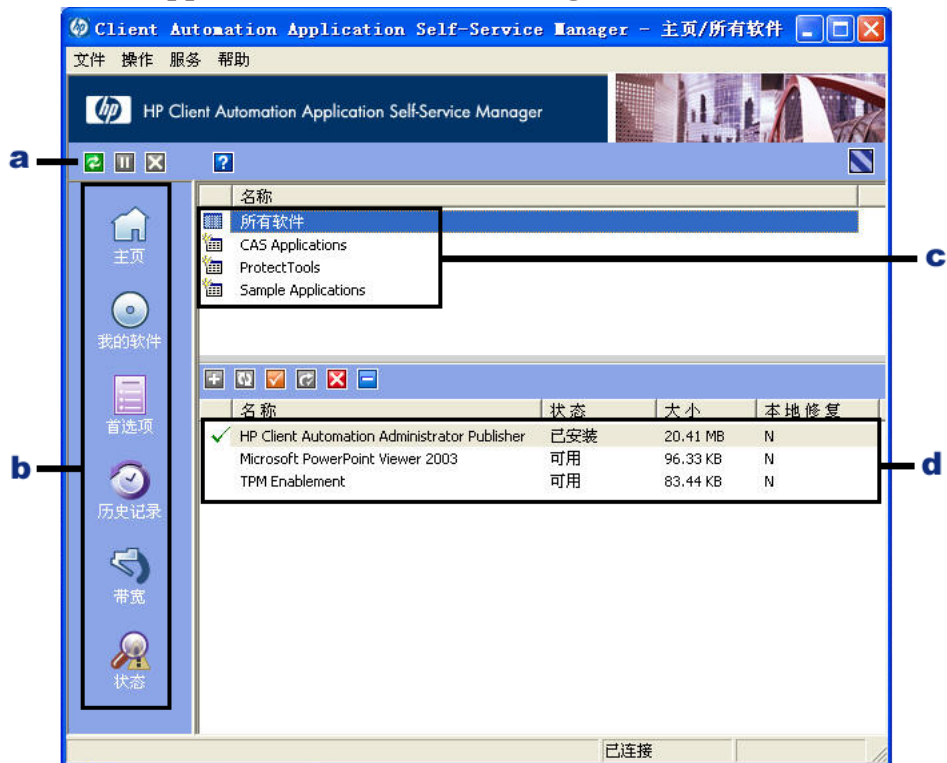 Client Automation Application Self-Service Manager - 主页/所有软件
文件 操作 服务 帮助
hp HP Client Automation Application Self-Service Manager
a
?
名称
所有软件
CAS Applications
ProtectTools
Sample Applications
c
主页
我的软件
首选项
历史记录
带宽
状态
b
名称 状态 大小 本地修复
HP Client Automation Administrator Publisher 已安装 20.41 MB N
Microsoft PowerPoint Viewer 2003 可用 96.33 KB N
TPM Enablement 可用 83.44 KB N
d
已连接